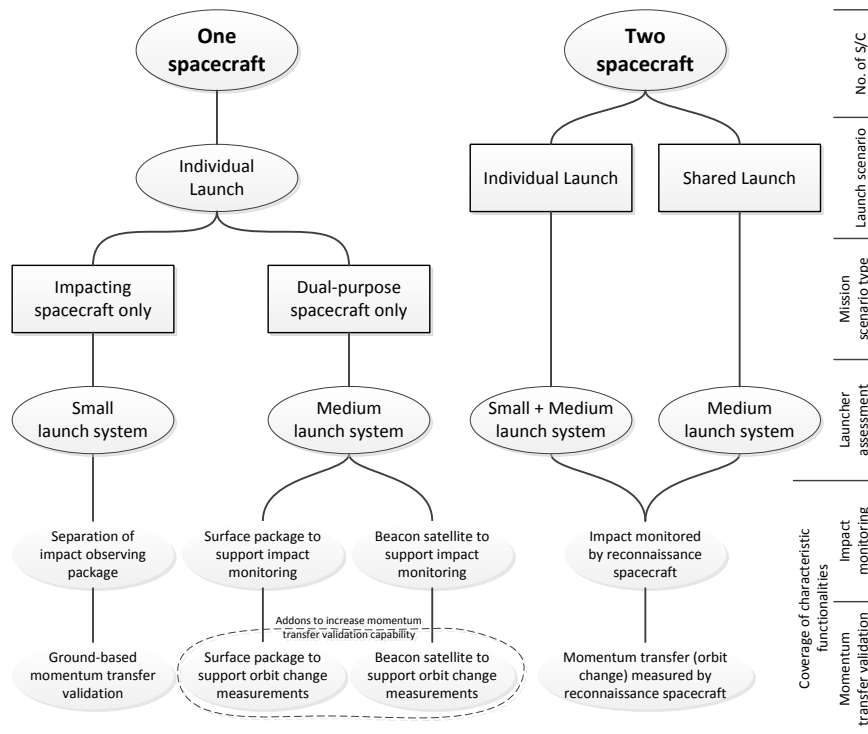 One
spacecraft
Two
spacecraft
No. of S/C
Individual
Launch
Individual Launch
Shared Launch
Launch scenario
Impacting
spacecraft only
Dual-purpose
spacecraft only
Mission
scenario type
Small
launch system
Medium
launch system
Small + Medium
launch system
Medium
launch system
Launcher
assessment
Separation of
impact observing
package
Surface package to
support impact
monitoring
Beacon satellite to
support impact
monitoring
Impact monitored
by reconnaissance
spacecraft
Impact
monitoring
Coverage of characteristic
functionalities
Addons to increase momentum
transfer validation capability
Ground-based
momentum transfer
validation
Surface package to
support orbit change
measurements
Beacon satellite to
support orbit change
measurements
Momentum transfer (orbit
change) measured by
reconnaissance spacecraft
Momentum
transfer validation